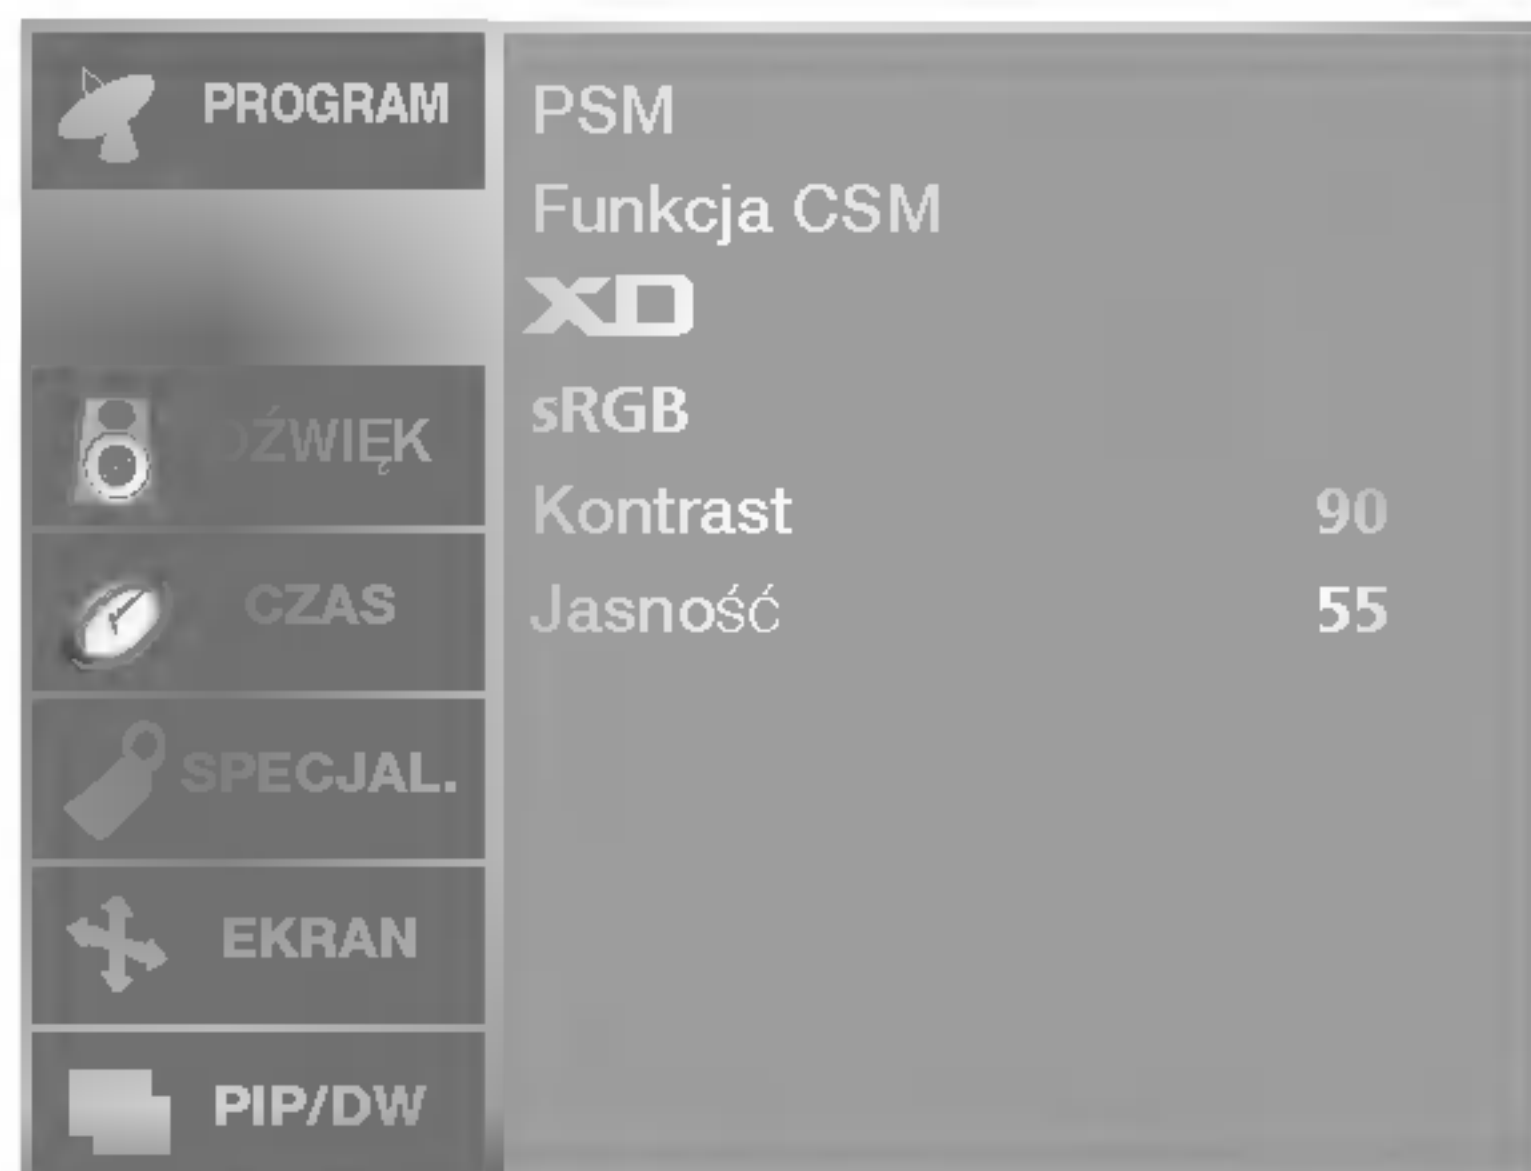 PROGRAM
DŹWIĘK
CZAS
SPECJAL.
EKRAN
PIP/DW
PSM
Funkcja CSM
XD
sRGB
Kontrast 90
Jasność 55